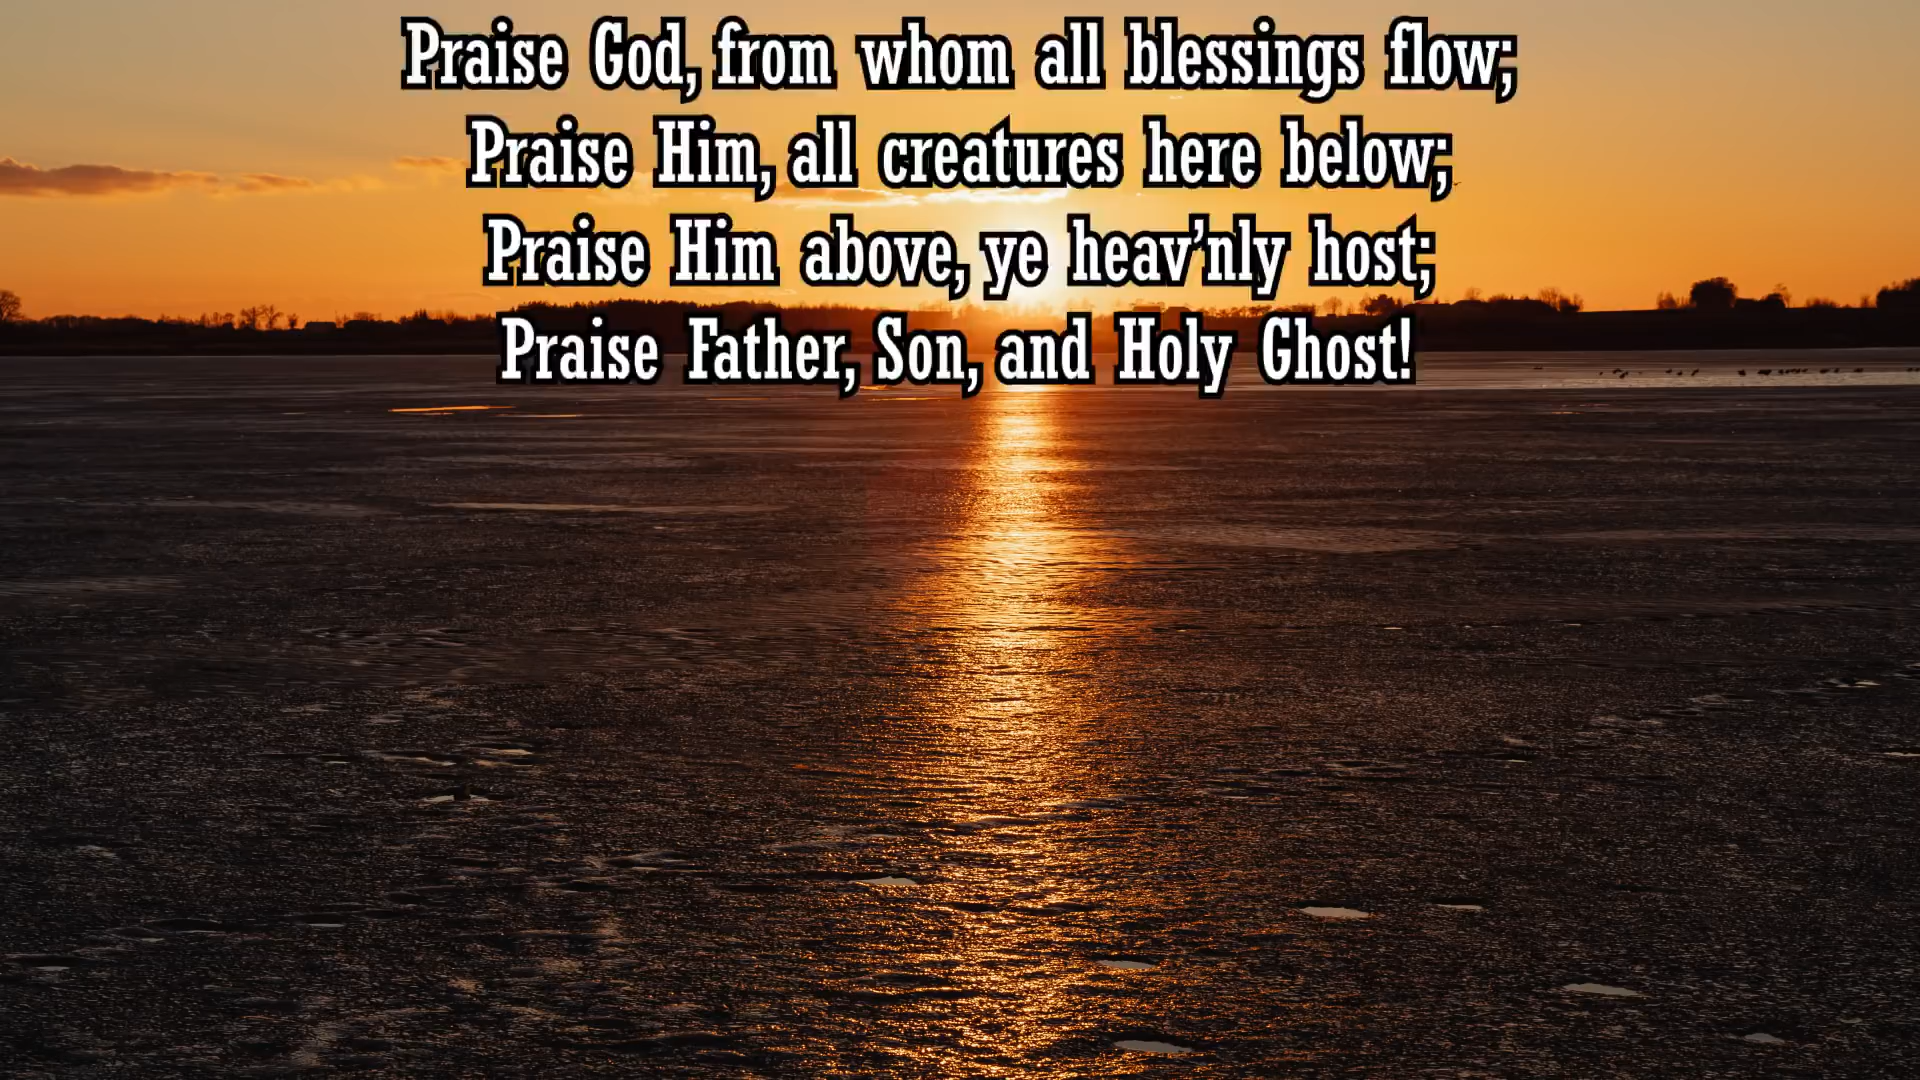 Praise God, from whom all blessings flow;
Praise Him, all creatures here below;
Praise Him above, ye heav’nly host;
Praise Father, Son, and Holy Ghost!